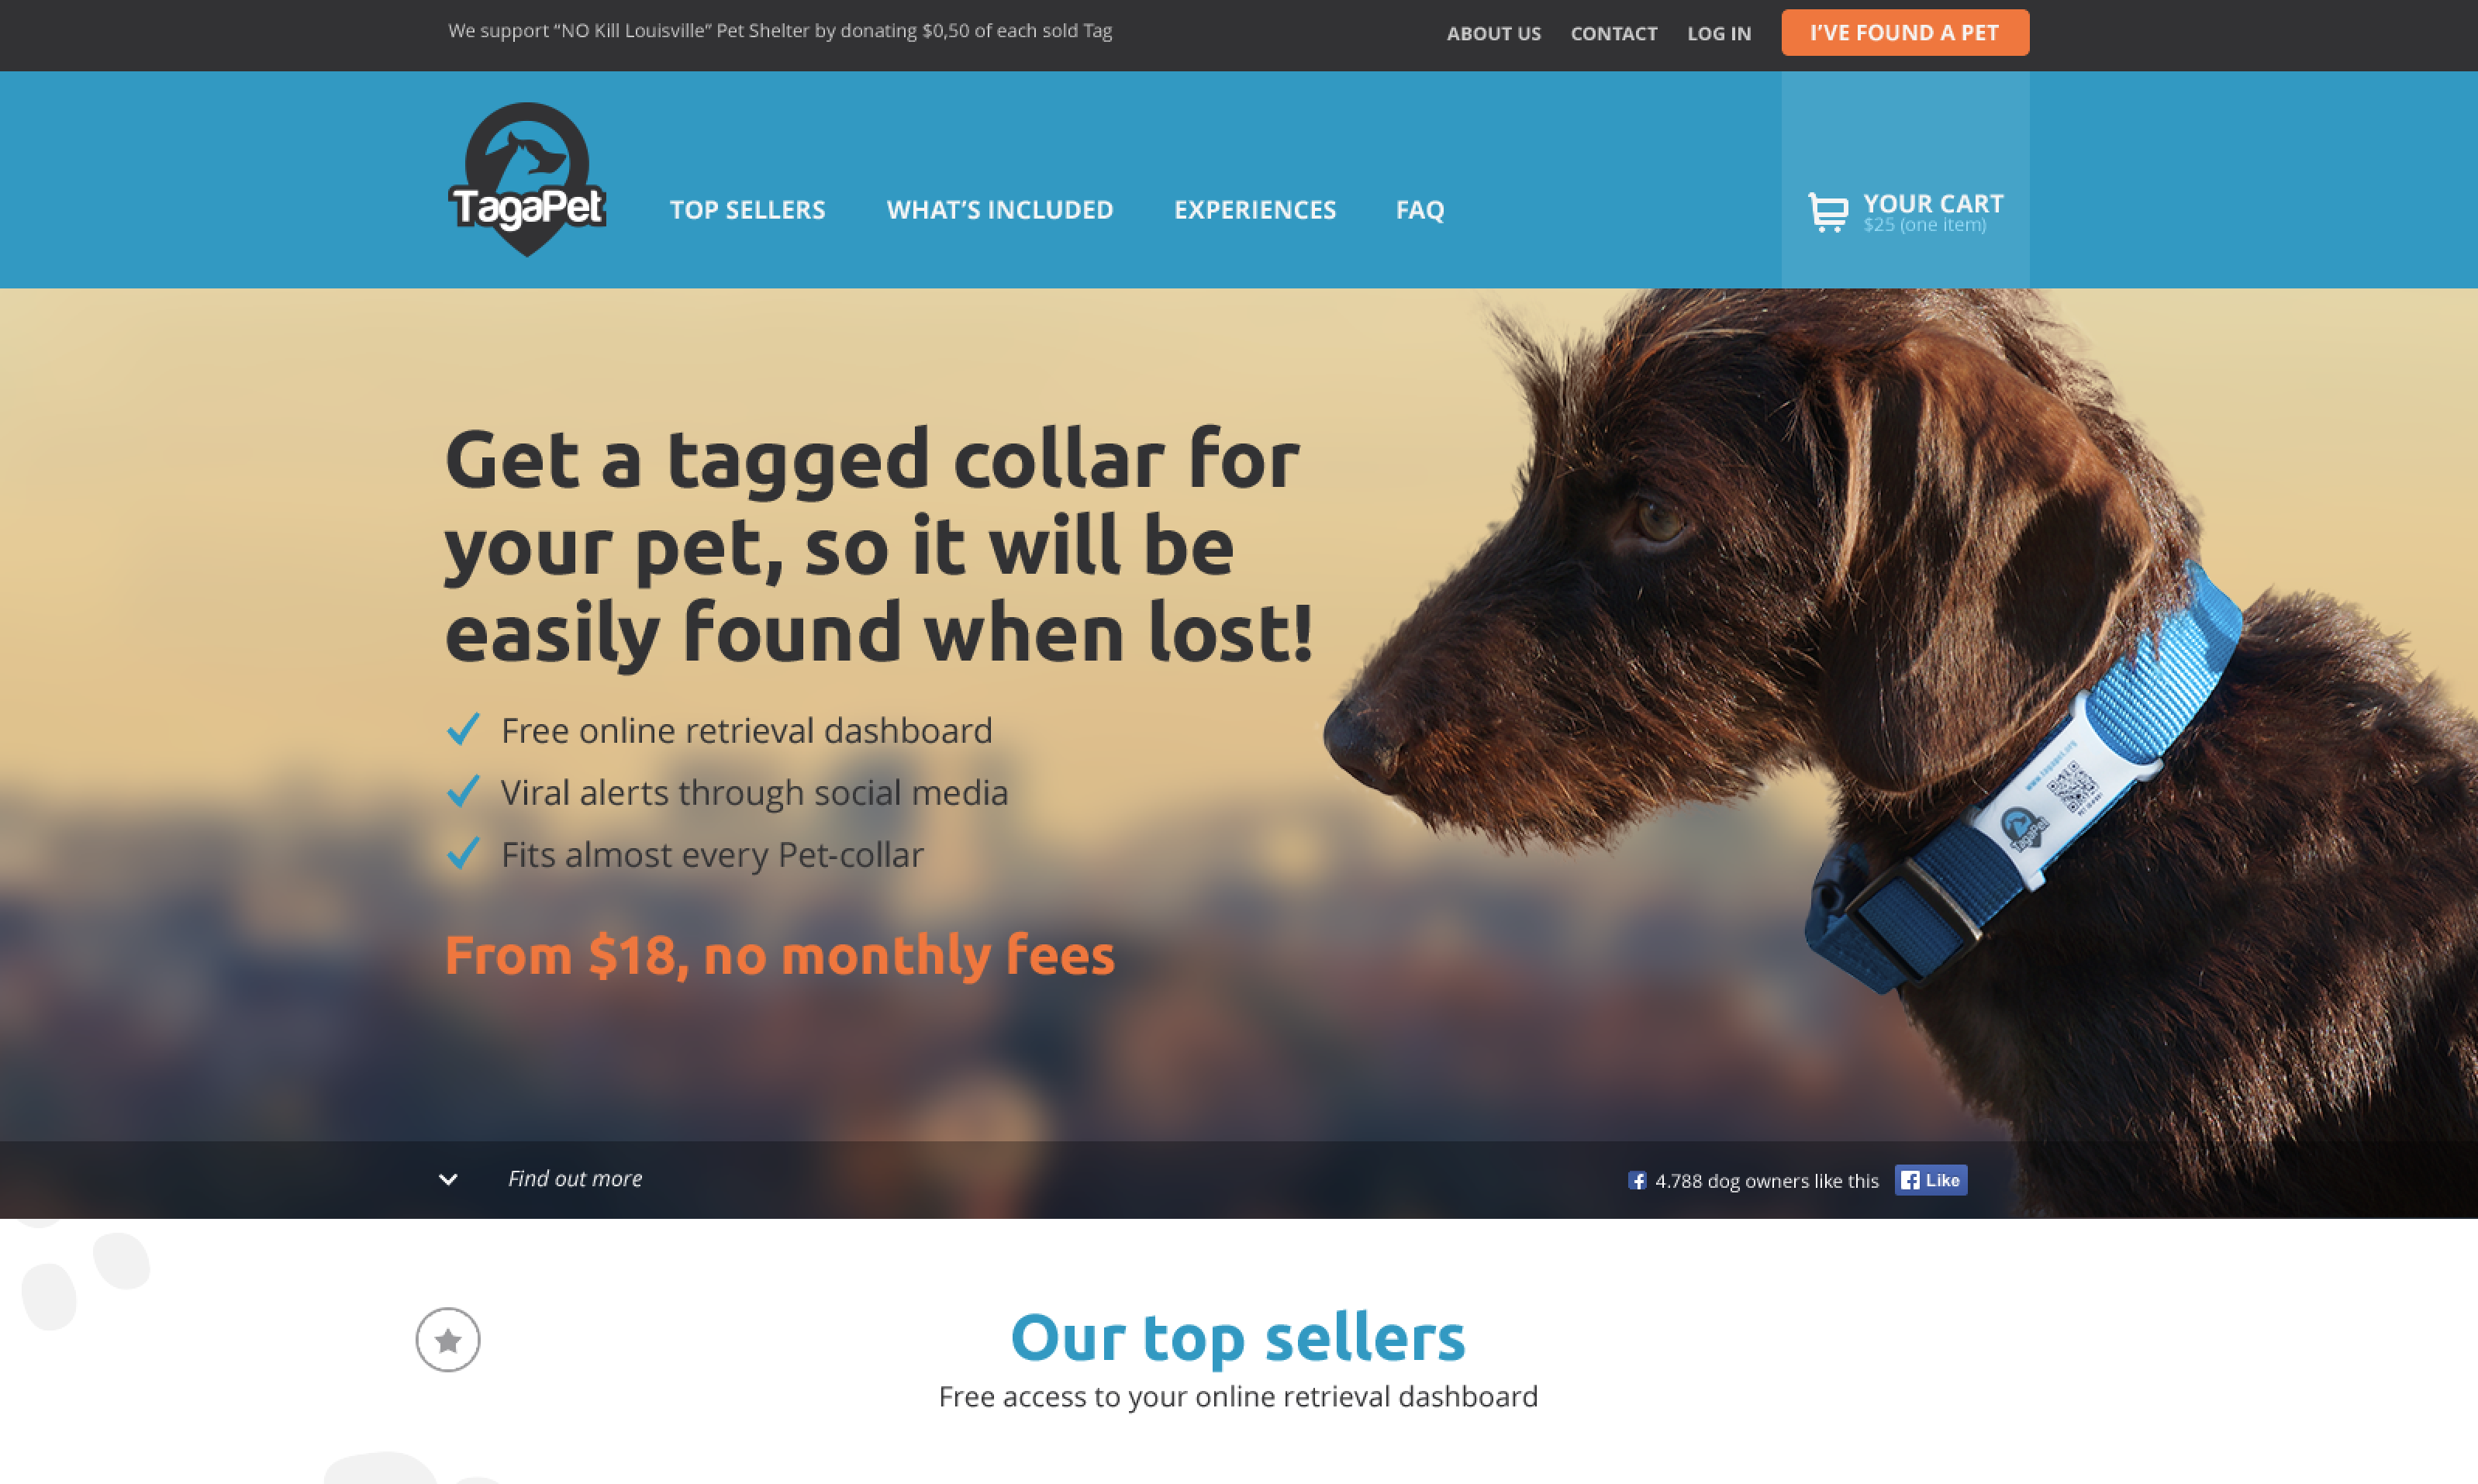 We support “NO Kill Louisville” Pet Shelter by donating $0,50 of each sold Tag
ABOUT US
CONTACT
LOG IN
I’VE FOUND A PET
TagaPet
TOP SELLERS
WHAT’S INCLUDED
EXPERIENCES
FAQ
YOUR CART
$25 (one item)
Get a tagged collar for
your pet, so it will be
easily found when lost!
Free online retrieval dashboard
Viral alerts through social media
Fits almost every Pet-collar
From $18, no monthly fees
www.tagapet.org
TagaPet
Find out more
4.788 dog owners like this
Like
Our top sellers
Free access to your online retrieval dashboard